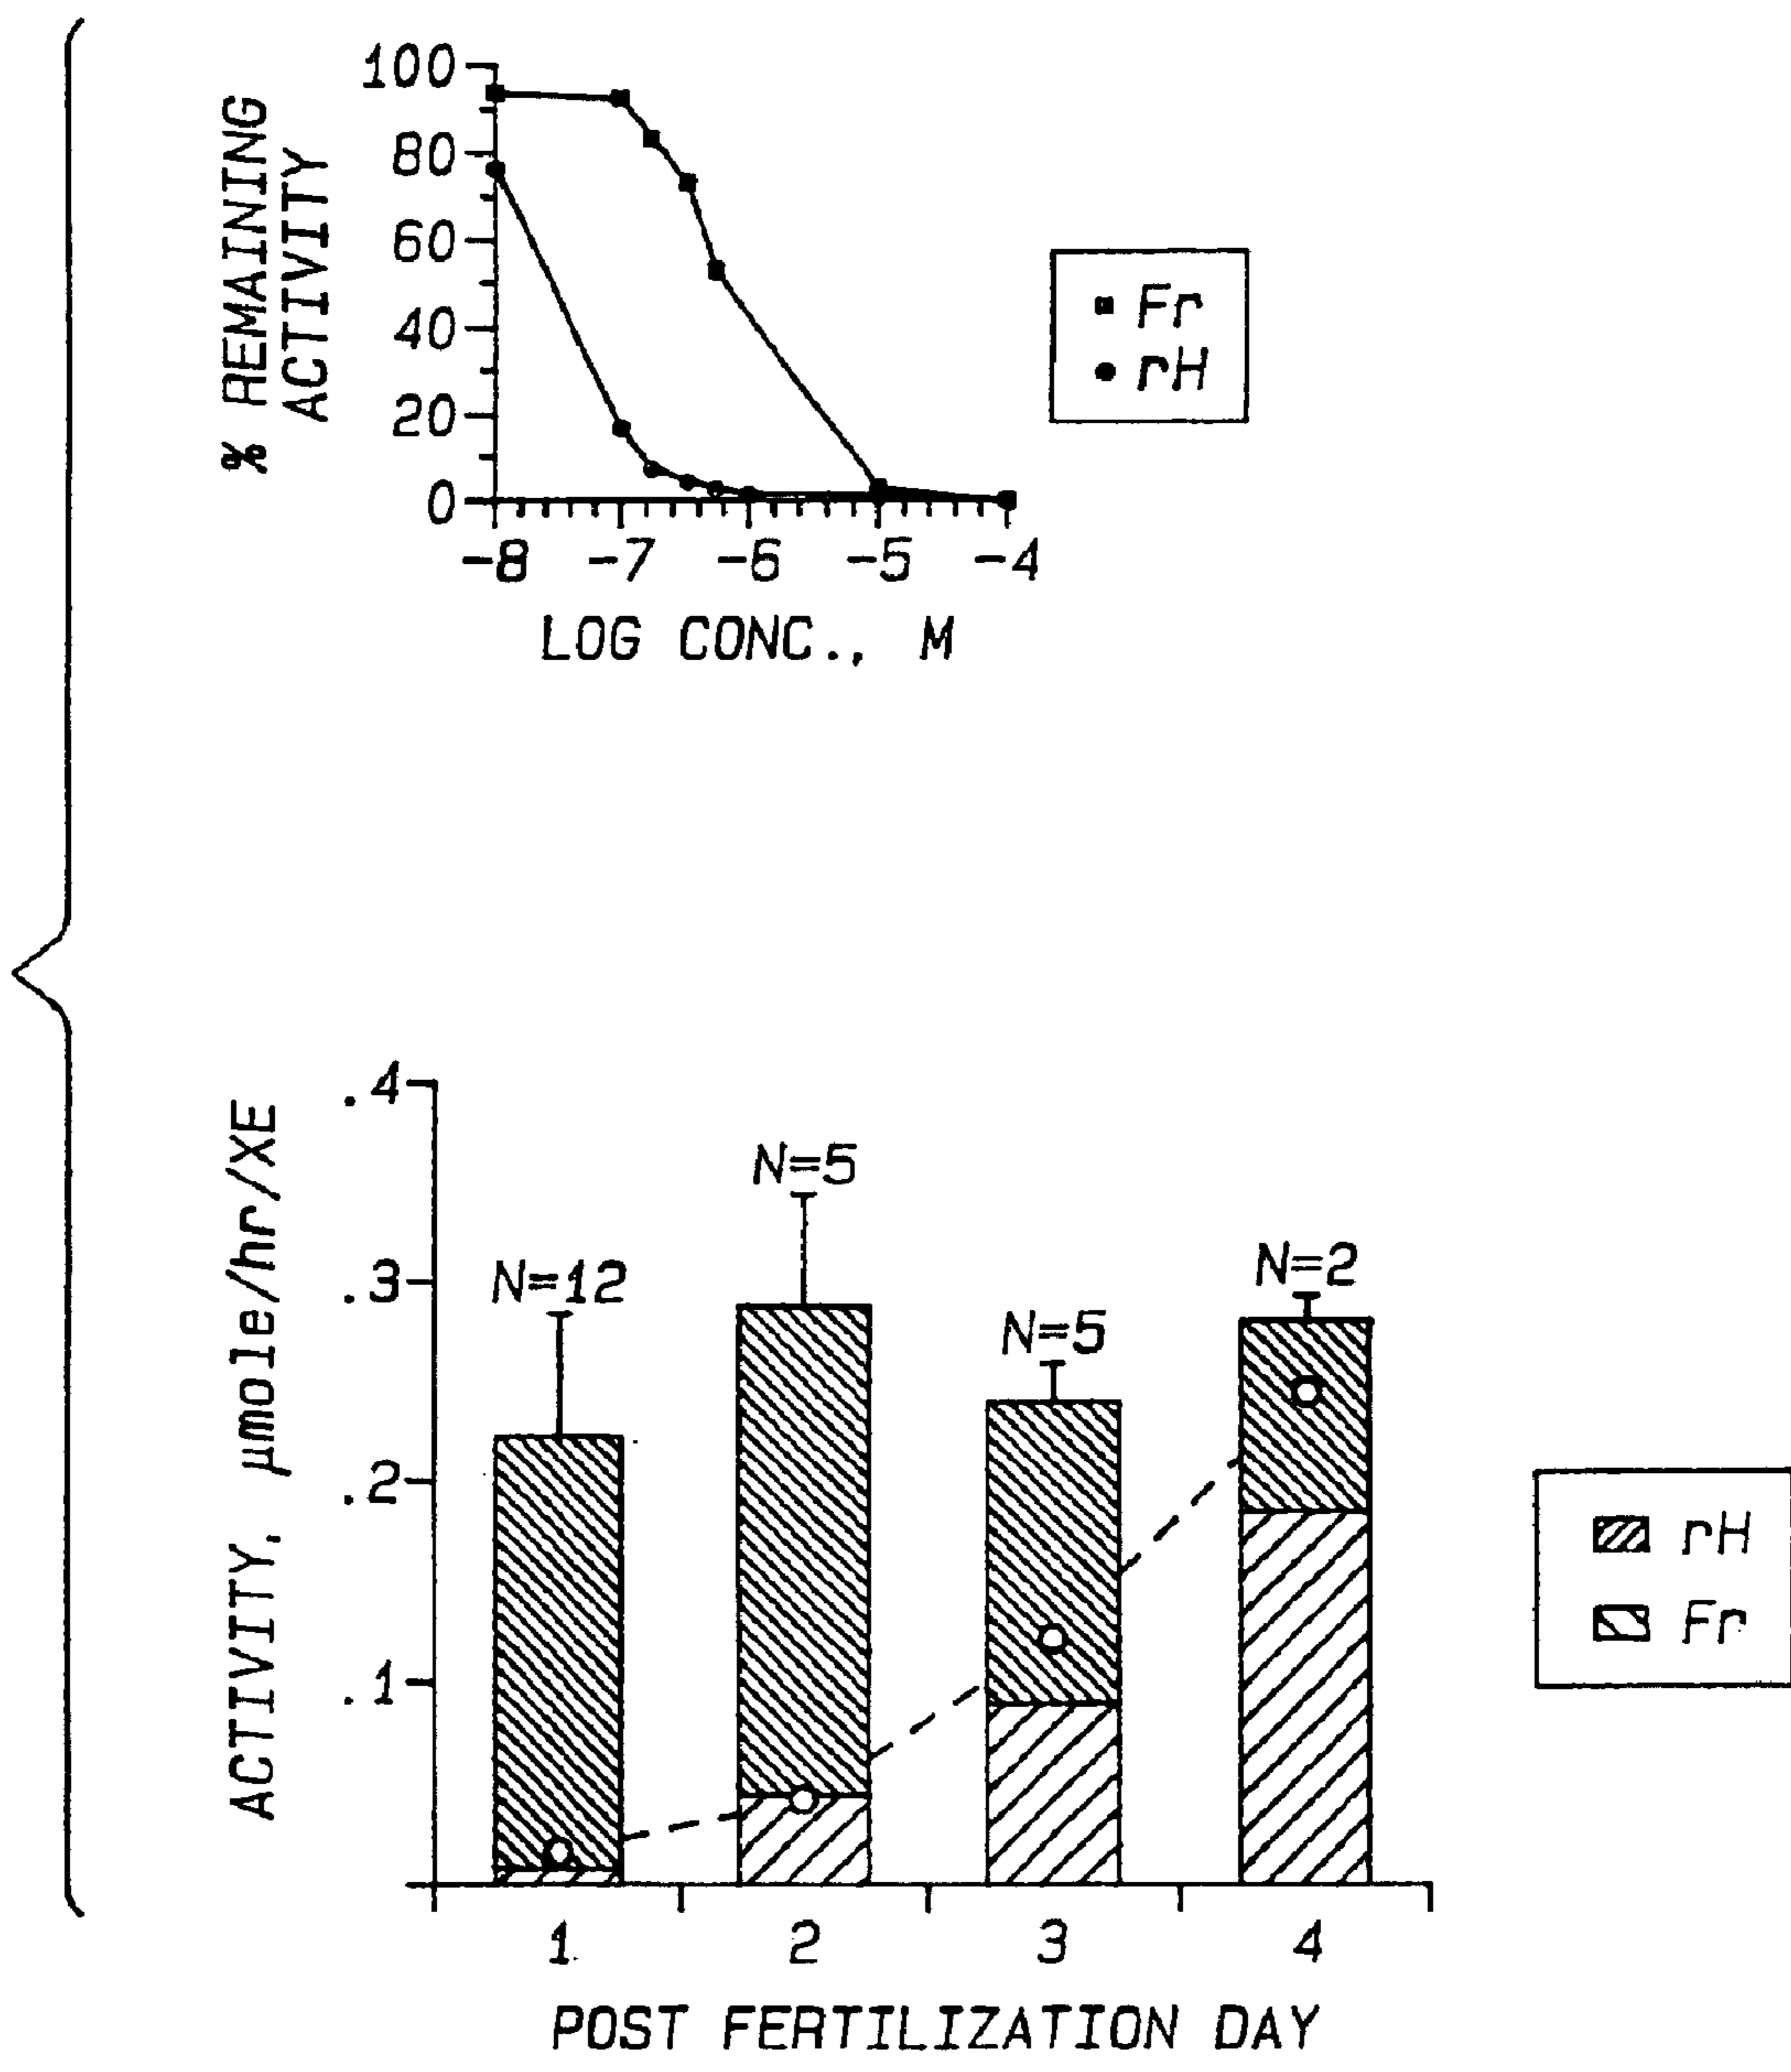 % REMAINING
ACTIVITY
100
80
60
40
20
0
-8 -7 -6 -5 -4
LOG CONC., M
Fr
rH
ACTIVITY, µmole/hr/XE
.4
.3
.2
.1
N=12
N=5
N=5
N=2
1 2 3 4
POST FERTILIZATION DAY
rH
Fr